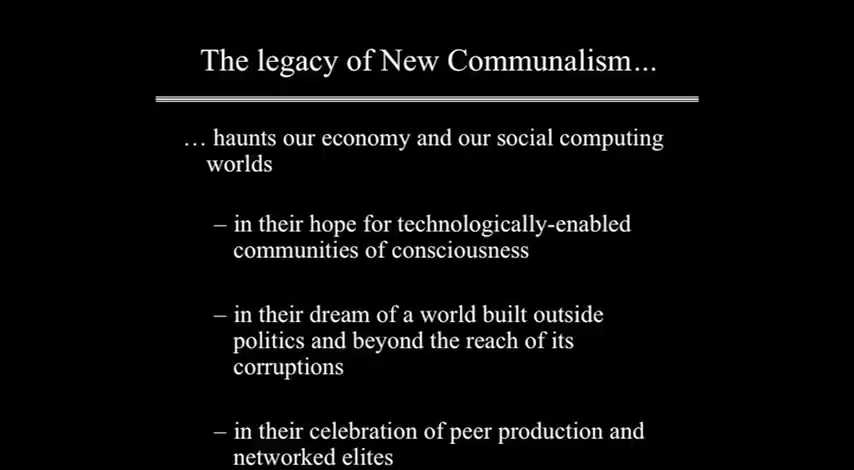 The legacy of New Communalism...
... haunts our economy and our social computing
worlds
– in their hope for technologically-enabled
communities of consciousness
– in their dream of a world built outside
politics and beyond the reach of its
corruptions
– in their celebration of peer production and
networked elites